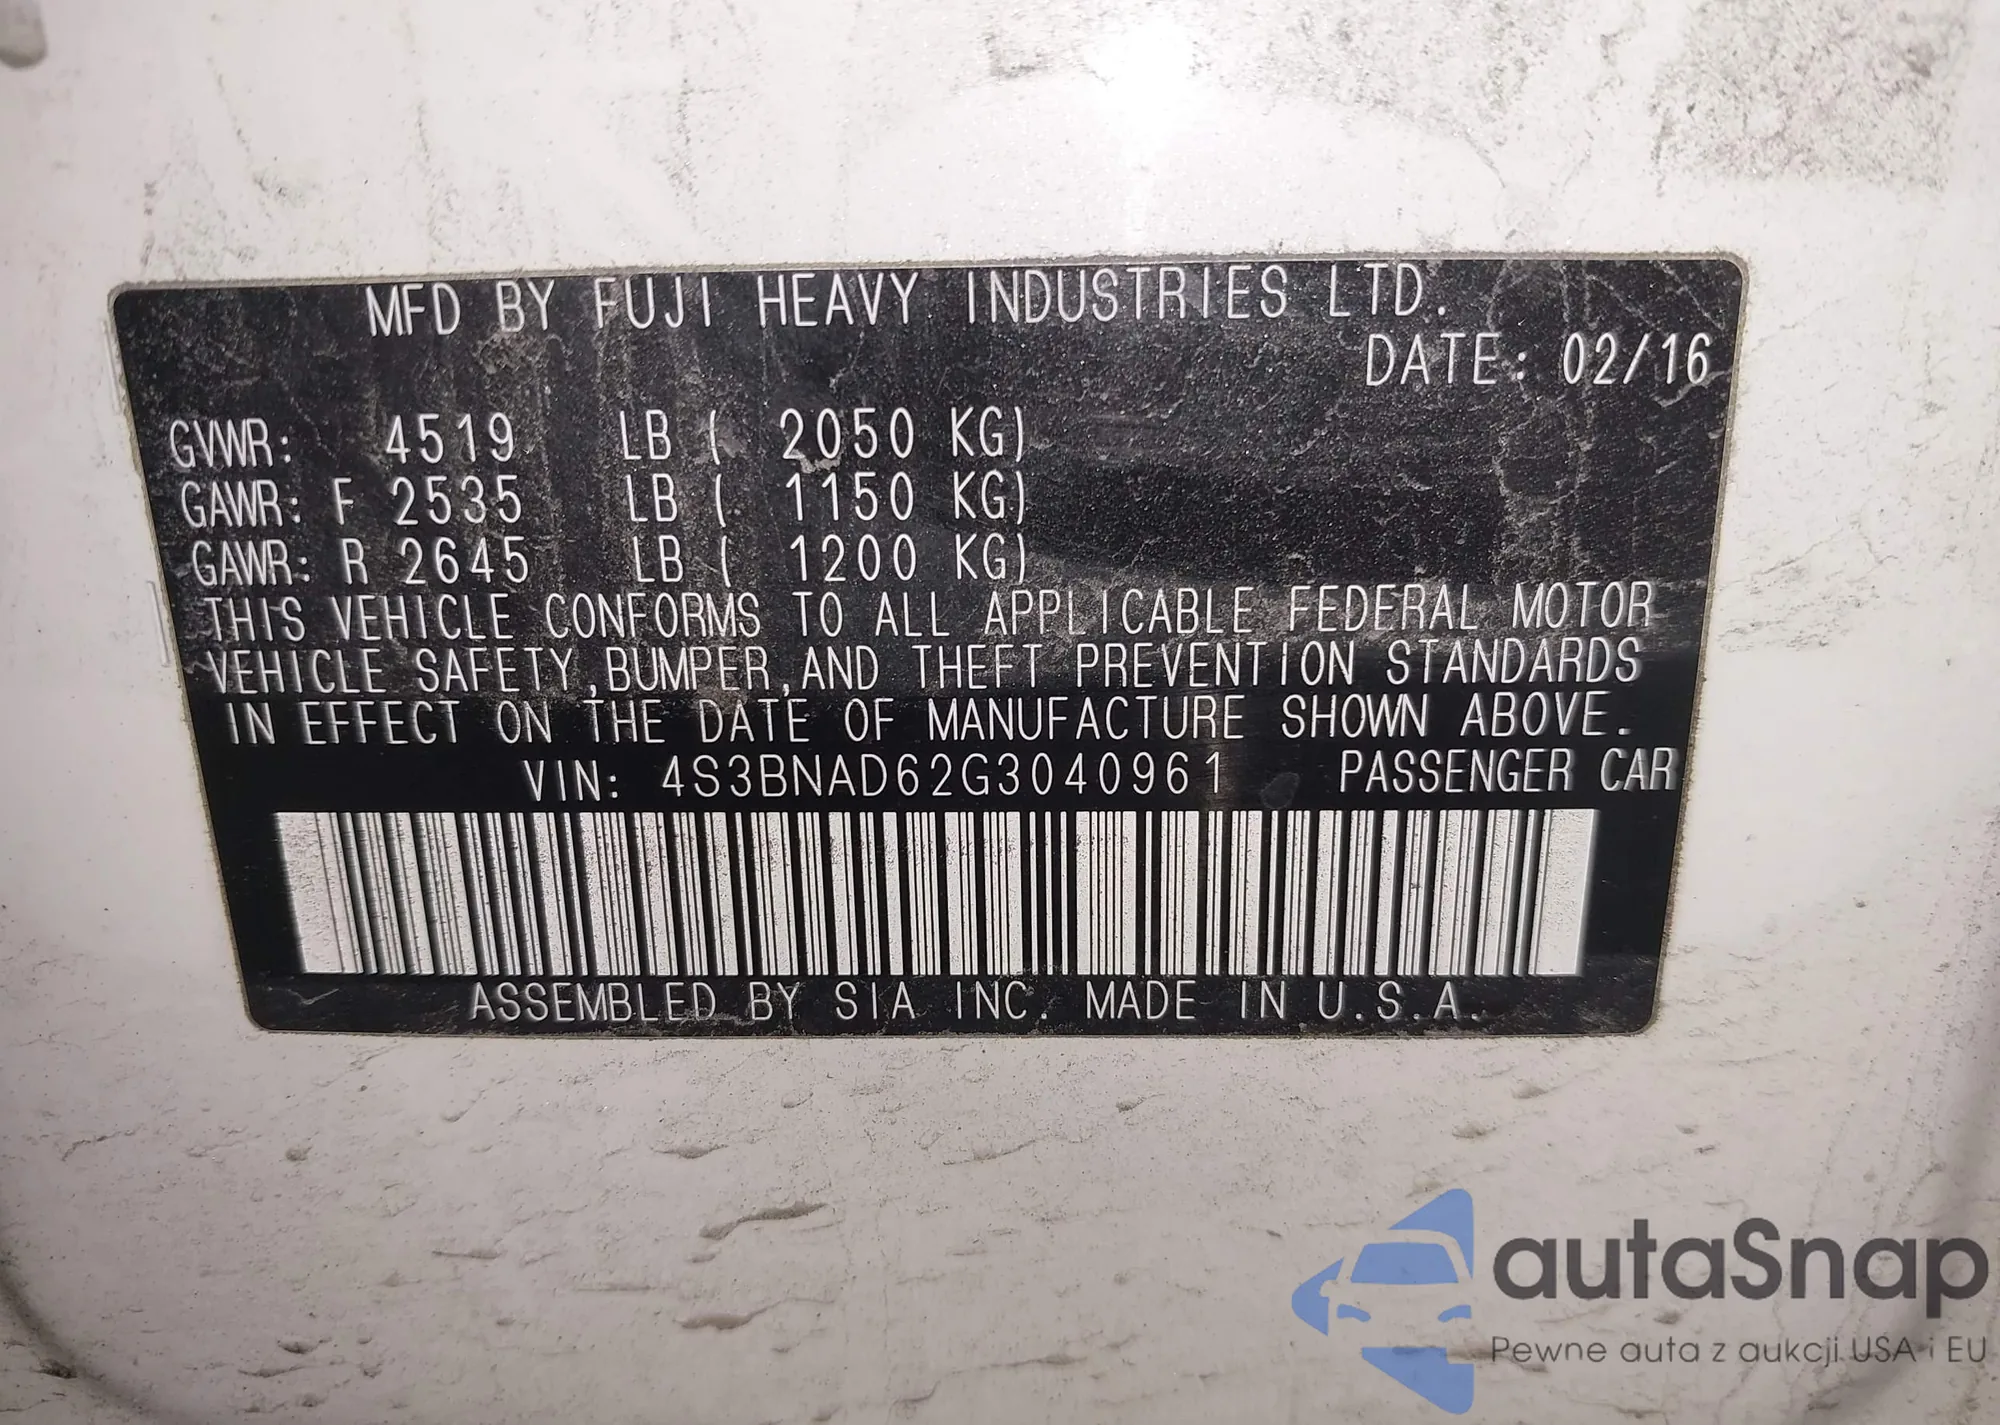 MFD BY FUJI HEAVY INDUSTRIES LTD.
DATE: 02/16
GVWR: 4519 LB ( 2050 KG)
GAWR: F 2535 LB ( 1150 KG)
GAWR: R 2645 LB ( 1200 KG)
THIS VEHICLE CONFORMS TO ALL APPLICABLE FEDERAL MOTOR
VEHICLE SAFETY,BUMPER,AND THEFT PREVENTION STANDARDS
IN EFFECT ON THE DATE OF MANUFACTURE SHOWN ABOVE.
VIN: 4S3BNAD62G3040961 PASSENGER CAR
ASSEMBLED BY SIA INC. MADE IN U.S.A.
autaSnap
Pewne auta z aukcji USA i EU